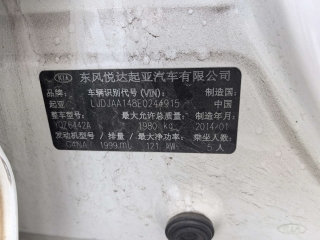 KIA 东风悦达起亚汽车有限公司
品牌: 车辆识别代号(VIN): 制造国:
起亚 LJDJAA148E0244915 中国
整车型号: 最大允许总质量: 制造年月:
YQZ6442A 1980 kg 2014/01
发动机型号 / 排量 / 最大净功率: 乘坐人数:
G4NA 1999ml 121 kW 5人